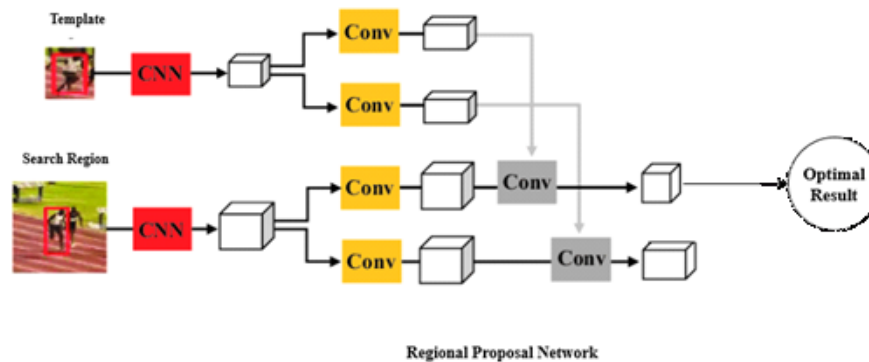 Template
CNN
Conv
Conv
Search Region
CNN
Conv
Conv
Conv
Conv
Optimal
Result
Regional Proposal Network